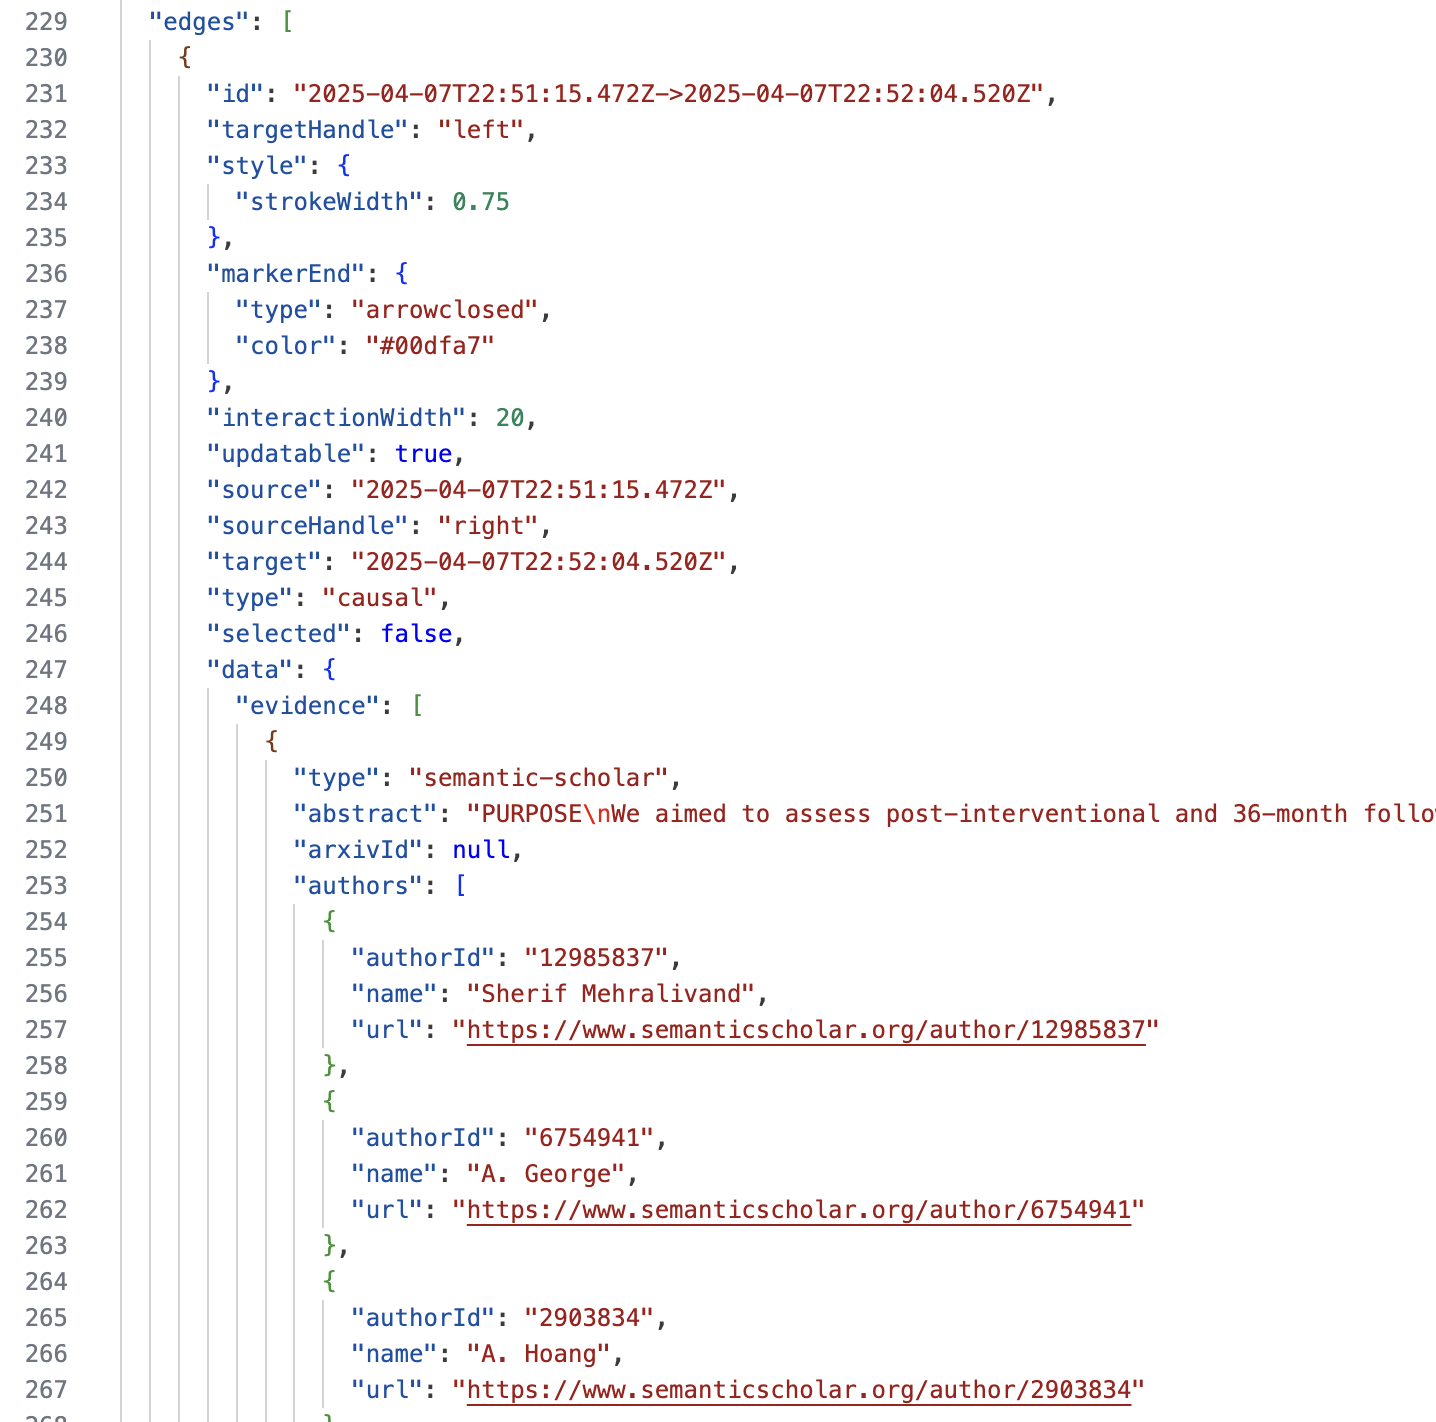 229 "edges": [
230 {
231 "id": "2025-04-07T22:51:15.472Z->2025-04-07T22:52:04.520Z",
232 "targetHandle": "left",
233 "style": {
234 "strokeWidth": 0.75
235 },
236 "markerEnd": {
237 "type": "arrowclosed",
238 "color": "#00dfa7"
239 },
240 "interactionWidth": 20,
241 "updatable": true,
242 "source": "2025-04-07T22:51:15.472Z",
243 "sourceHandle": "right",
244 "target": "2025-04-07T22:52:04.520Z",
245 "type": "causal",
246 "selected": false,
247 "data": {
248 "evidence": [
249 {
250 "type": "semantic-scholar",
251 "abstract": "PURPOSE\nWe aimed to assess post-interventional and 36-month follo
252 "arxivId": null,
253 "authors": [
254 {
255 "authorId": "12985837",
256 "name": "Sherif Mehralivand",
257 "url": "https://www.semanticscholar.org/author/12985837"
258 },
259 {
260 "authorId": "6754941",
261 "name": "A. George",
262 "url": "https://www.semanticscholar.org/author/6754941"
263 },
264 {
265 "authorId": "2903834",
266 "name": "A. Hoang",
267 "url": "https://www.semanticscholar.org/author/2903834"
268 }